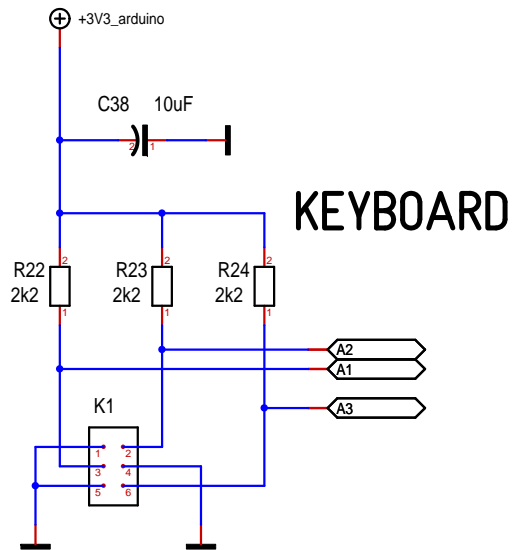 +3V3_arduino
C38 10uF
2 1
KEYBOARD
2 2 2
R22 R23 R24
2k2 2k2 2k2
1 1 1
A2
A1
A3
K1
1 2
3 4
5 6